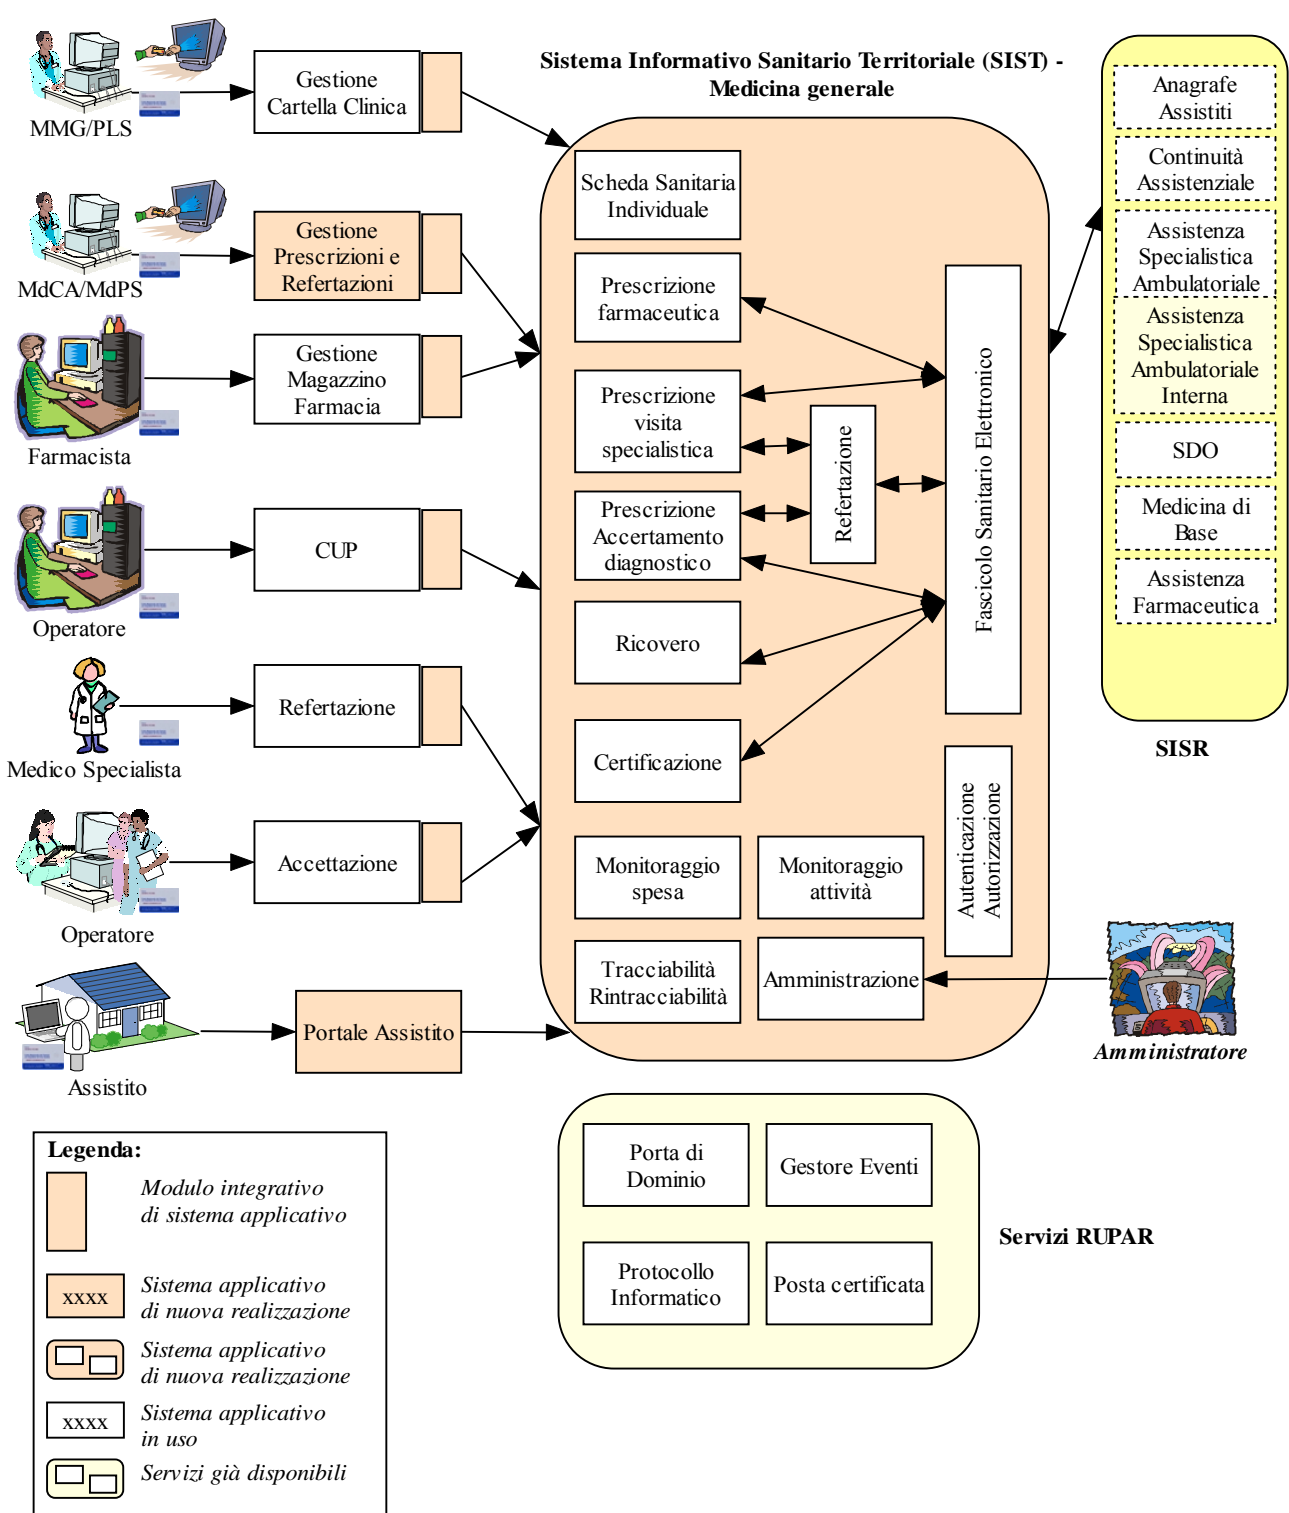 MMG/PLS
Gestione
Cartella Clinica
MdCA/MdPS
Gestione
Prescrizioni e
Refertazioni
Farmacista
Gestione
Magazzino
Farmacia
Operatore
CUP
Medico Specialista
Refertazione
Operatore
Accettazione
Assistito
Portale Assistito
Sistema Informativo Sanitario Territoriale (SIST) -
Medicina generale
Scheda Sanitaria
Individuale
Prescrizione
farmaceutica
Prescrizione
visita
specialistica
Prescrizione
Accertamento
diagnostico
Ricovero
Certificazione
Refertazione
Fascicolo Sanitario Elettronico
Monitoraggio
spesa
Monitoraggio
attività
Autenticazione
Autorizzazione
Tracciabilità
Rintracciabilità
Amministrazione
Anagrafe
Assistiti
Continuità
Assistenziale
Assistenza
Specialistica
Ambulatoriale
Assistenza
Specialistica
Ambulatoriale
Interna
SDO
Medicina di
Base
Assistenza
Farmaceutica
SISR
Amministratore
Porta di
Dominio
Gestore Eventi
Protocollo
Informatico
Posta certificata
Servizi RUPAR
Legenda:
Modulo integrativo
di sistema applicativo
xxxx
Sistema applicativo
di nuova realizzazione
Sistema applicativo
di nuova realizzazione
xxxx
Sistema applicativo
in uso
Servizi già disponibili